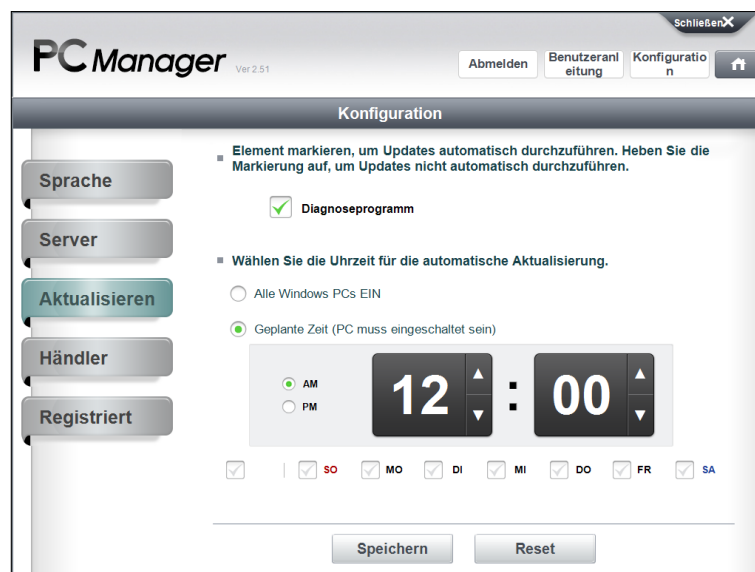 Schließen X
PC Manager Ver 2.51
Abmelden
Benutzeranl
eitung
Konfiguratio
n
Konfiguration
Sprache
Server
Aktualisieren
Händler
Registriert
Element markieren, um Updates automatisch durchzuführen. Heben Sie die
Markierung auf, um Updates nicht automatisch durchzuführen.
Diagnoseprogramm
Wählen Sie die Uhrzeit für die automatische Aktualisierung.
Alle Windows PCs EIN
Geplante Zeit (PC muss eingeschaltet sein)
AM
PM
12 : 00
SO MO DI MI DO FR SA
Speichern
Reset